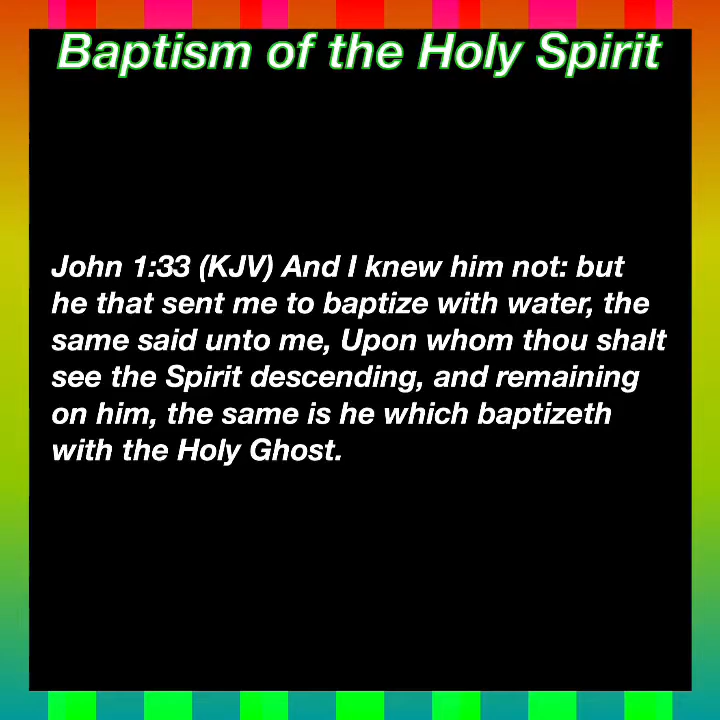 Baptism of the Holy Spirit
John 1:33 (KJV) And I knew him not: but
he that sent me to baptize with water, the
same said unto me, Upon whom thou shalt
see the Spirit descending, and remaining
on him, the same is he which baptizeth
with the Holy Ghost.